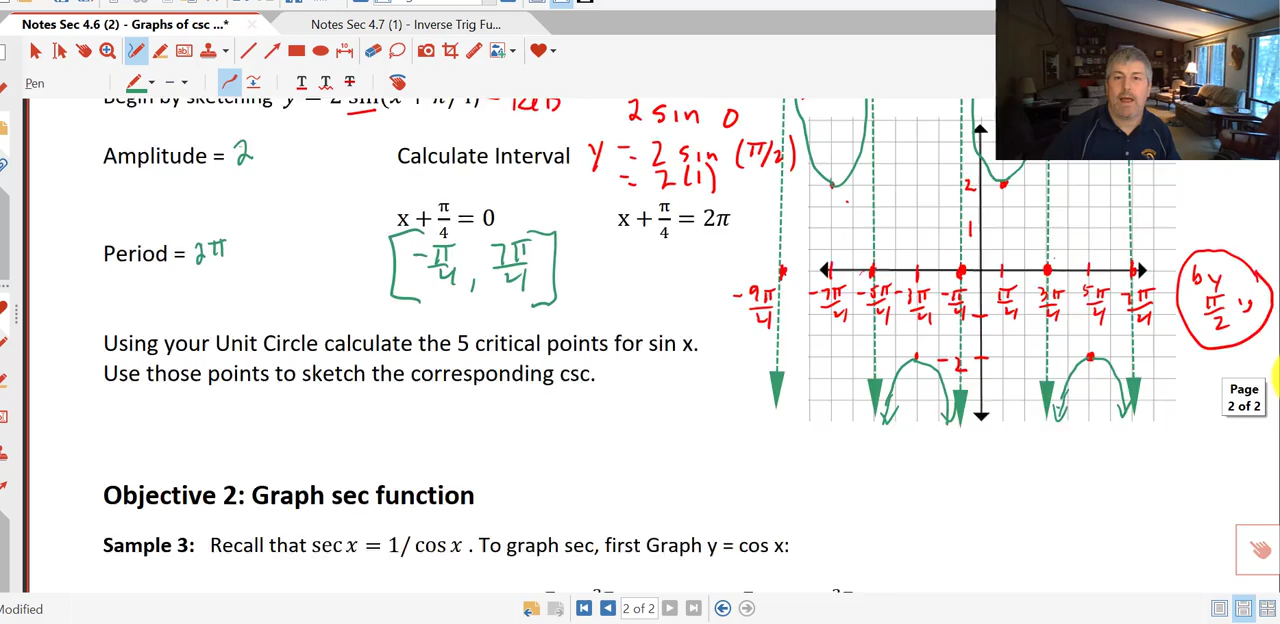 Notes Sec 4.6 (2) - Graphs of csc ...*
Notes Sec 4.7 (1) - Inverse Trig Fu...
Pen
Begin by sketching
2 sin 0
Amplitude = 2
Calculate Interval
y = 2 sin (π/2)
= 2(1)
x + π/4 = 0
x + π/4 = 2π
Period = 2π
[-π/4, 7π/4]
2
1
-2
-9π/4 -7π/4 -5π/4 -3π/4 -π/4 π/4 3π/4 5π/4 7π/4
by π/2's
Using your Unit Circle calculate the 5 critical points for sin x.
Use those points to sketch the corresponding csc.
Page
2 of 2
Objective 2: Graph sec function
Sample 3: Recall that sec x = 1/ cos x . To graph sec, first Graph y = cos x:
Modified
2 of 2